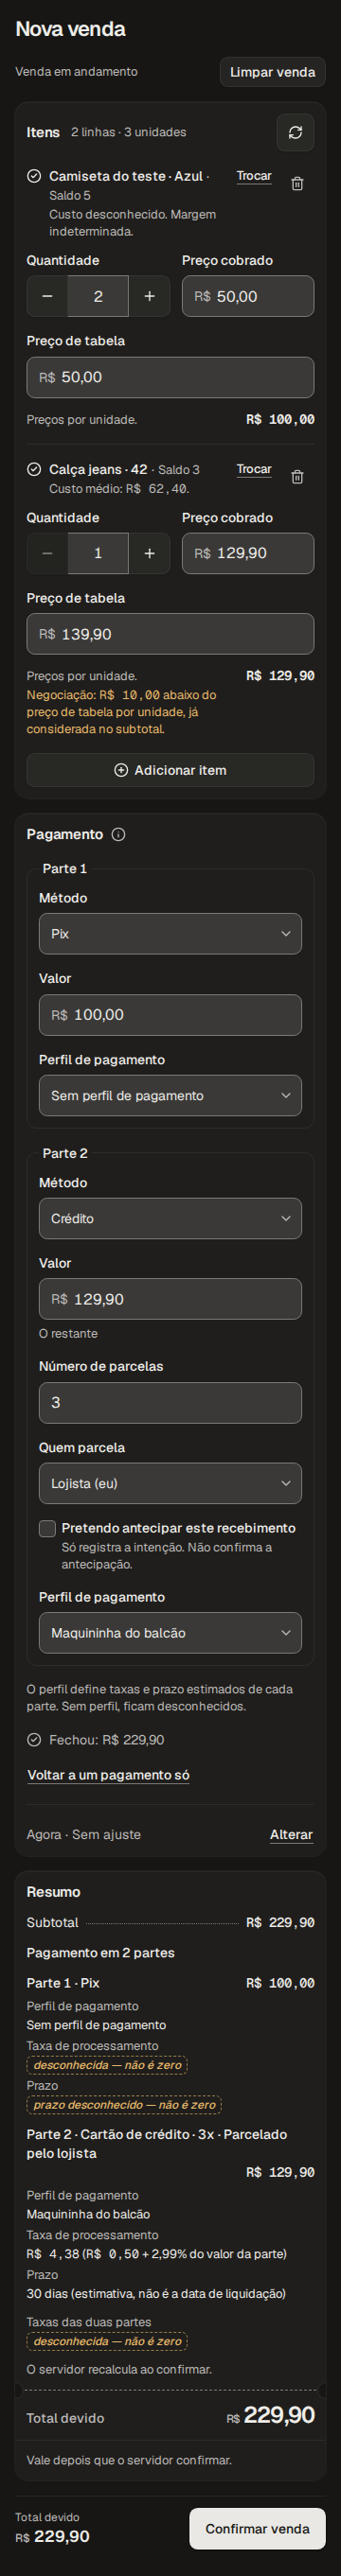 Nova venda
Venda em andamento
Limpar venda
Itens 2 linhas · 3 unidades
Camiseta do teste · Azul · Trocar
Saldo 5
Custo desconhecido. Margem
indeterminada.
Quantidade Preço cobrado
2 R$ 50,00
Preço de tabela
R$ 50,00
Preços por unidade. R$ 100,00
Calça jeans · 42 · Saldo 3 Trocar
Custo médio: R$ 62,40.
Quantidade Preço cobrado
1 R$ 129,90
Preço de tabela
R$ 139,90
Preços por unidade. R$ 129,90
Negociação: R$ 10,00 abaixo do
preço de tabela por unidade, já
considerada no subtotal.
Adicionar item
Pagamento
Parte 1
Método
Pix
Valor
R$ 100,00
Perfil de pagamento
Sem perfil de pagamento
Parte 2
Método
Crédito
Valor
R$ 129,90
O restante
Número de parcelas
3
Quem parcela
Lojista (eu)
Pretendo antecipar este recebimento
Só registra a intenção. Não confirma a
antecipação.
Perfil de pagamento
Maquininha do balcão
O perfil define taxas e prazo estimados de cada
parte. Sem perfil, ficam desconhecidos.
Fechou: R$ 229,90
Voltar a um pagamento só
Agora · Sem ajuste Alterar
Resumo
Subtotal R$ 229,90
Pagamento em 2 partes
Parte 1 · Pix R$ 100,00
Perfil de pagamento
Sem perfil de pagamento
Taxa de processamento
desconhecida — não é zero
Prazo
prazo desconhecido — não é zero
Parte 2 · Cartão de crédito · 3x · Parcelado
pelo lojista
R$ 129,90
Perfil de pagamento
Maquininha do balcão
Taxa de processamento
R$ 4,38 (R$ 0,50 + 2,99% do valor da parte)
Prazo
30 dias (estimativa, não é a data de liquidação)
Taxas das duas partes
desconhecida — não é zero
O servidor recalcula ao confirmar.
Total devido R$ 229,90
Vale depois que o servidor confirmar.
Total devido
R$ 229,90
Confirmar venda